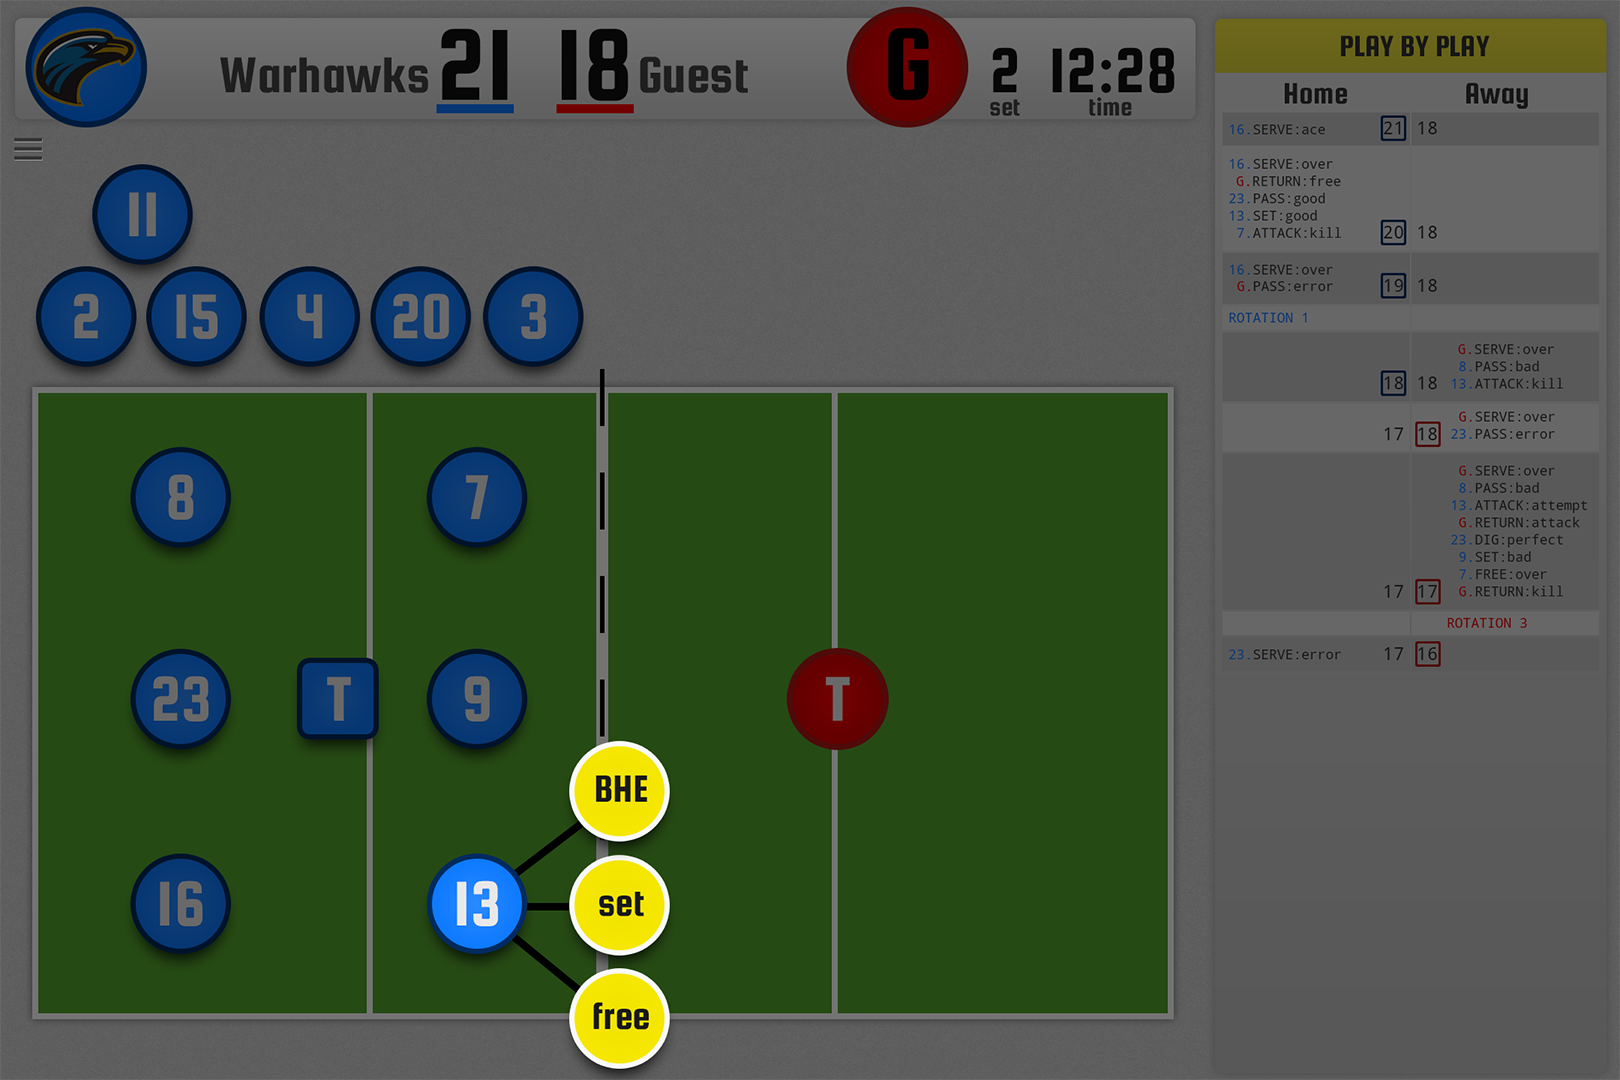 Warhawks 21 18 Guest G 2 12:28
set time
11
2 15 4 20 3
8 7
23 T 9 T
BHE
16 13 set
free
PLAY BY PLAY
Home Away
16.SERVE:ace 21 18
16.SERVE:over
G.RETURN:free
23.PASS:good
13.SET:good
7.ATTACK:kill 20 18
16.SERVE:over
G.PASS:error 19 18
ROTATION 1
G.SERVE:over
8.PASS:bad
18 18 13.ATTACK:kill
G.SERVE:over
17 18 23.PASS:error
G.SERVE:over
8.PASS:bad
13.ATTACK:attempt
G.RETURN:attack
23.DIG:perfect
9.SET:bad
7.FREE:over
17 17 G.RETURN:kill
ROTATION 3
23.SERVE:error 17 16